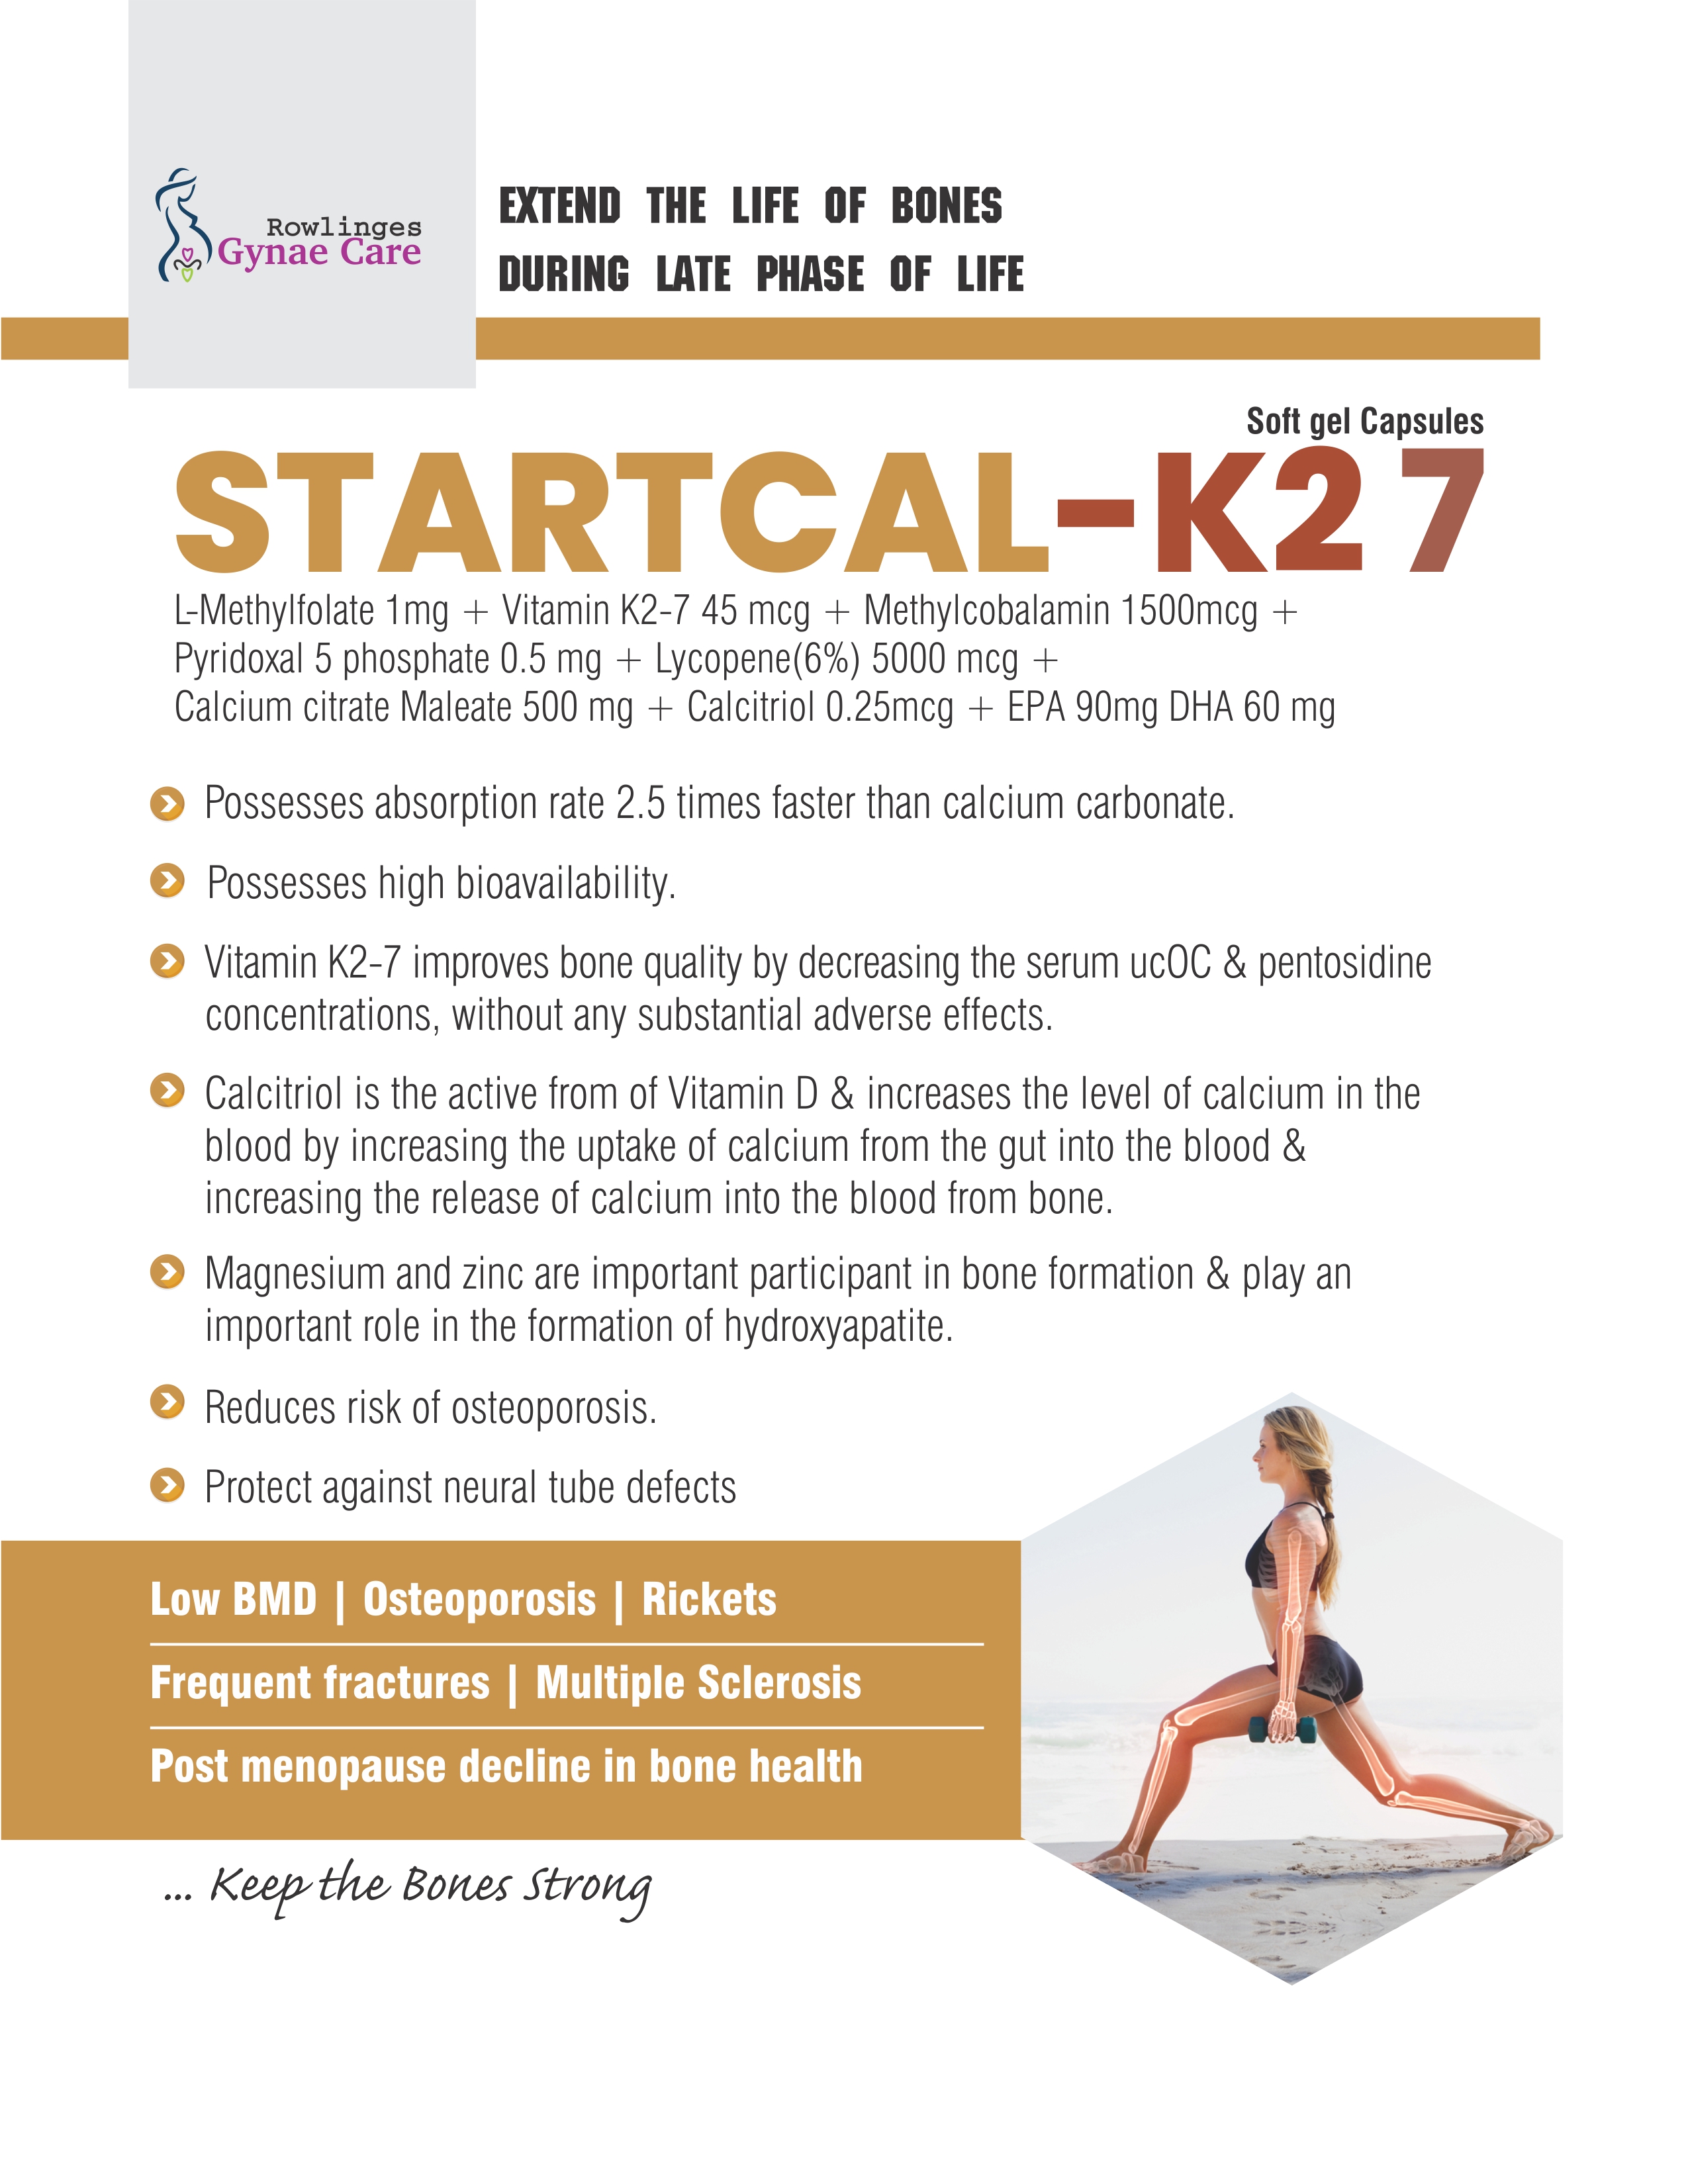 Rowlinges
Gynae Care
EXTEND THE LIFE OF BONES
DURING LATE PHASE OF LIFE
Soft gel Capsules
STARTCAL-K2 7
L-Methylfolate 1mg + Vitamin K2-7 45 mcg + Methylcobalamin 1500mcg +
Pyridoxal 5 phosphate 0.5 mg + Lycopene(6%) 5000 mcg +
Calcium citrate Maleate 500 mg + Calcitriol 0.25mcg + EPA 90mg DHA 60 mg
Possesses absorption rate 2.5 times faster than calcium carbonate.
Possesses high bioavailability.
Vitamin K2-7 improves bone quality by decreasing the serum ucOC & pentosidine
concentrations, without any substantial adverse effects.
Calcitriol is the active from of Vitamin D & increases the level of calcium in the
blood by increasing the uptake of calcium from the gut into the blood &
increasing the release of calcium into the blood from bone.
Magnesium and zinc are important participant in bone formation & play an
important role in the formation of hydroxyapatite.
Reduces risk of osteoporosis.
Protect against neural tube defects
Low BMD | Osteoporosis | Rickets
Frequent fractures | Multiple Sclerosis
Post menopause decline in bone health
... Keep the Bones Strong